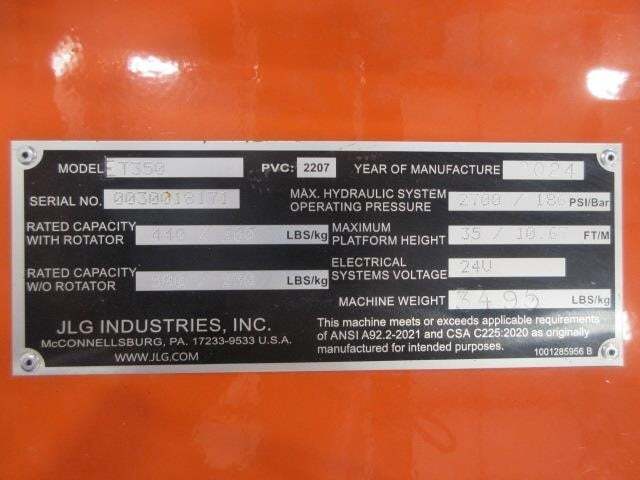 MODEL T350 PVC: 2207 YEAR OF MANUFACTURE 2024
SERIAL NO. MAX. HYDRAULIC SYSTEM OPERATING PRESSURE 2700 / PSI/Bar
RATED CAPACITY WITH ROTATOR 440 / LBS/kg MAXIMUM PLATFORM HEIGHT 35 / 10.67 FT/M
RATED CAPACITY W/O ROTATOR LBS/kg ELECTRICAL SYSTEMS VOLTAGE 24V
MACHINE WEIGHT 3495 LBS/kg
JLG INDUSTRIES, INC.
McCONNELLSBURG, PA. 17233-9533 U.S.A.
WWW.JLG.COM
This machine meets or exceeds applicable requirements
of ANSI A92.2-2021 and CSA C225:2020 as originally
manufactured for intended purposes.
1001285956 B